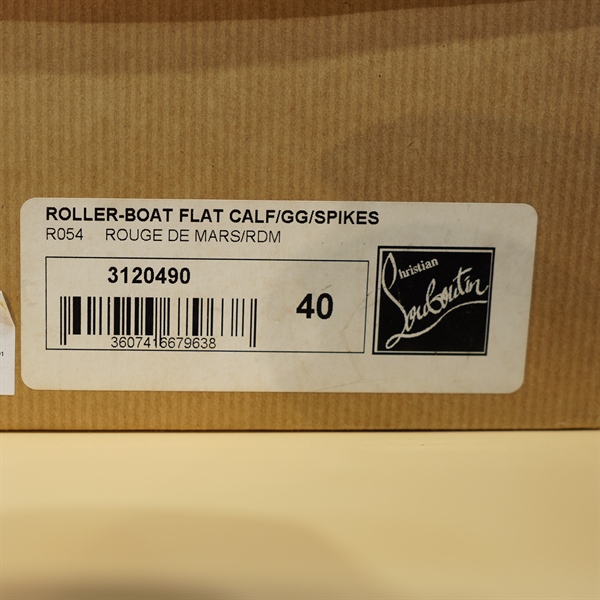 ROLLER-BOAT FLAT CALF/GG/SPIKES
R054 ROUGE DE MARS/RDM
3120490
40
3607416679638
Christian
Louboutin